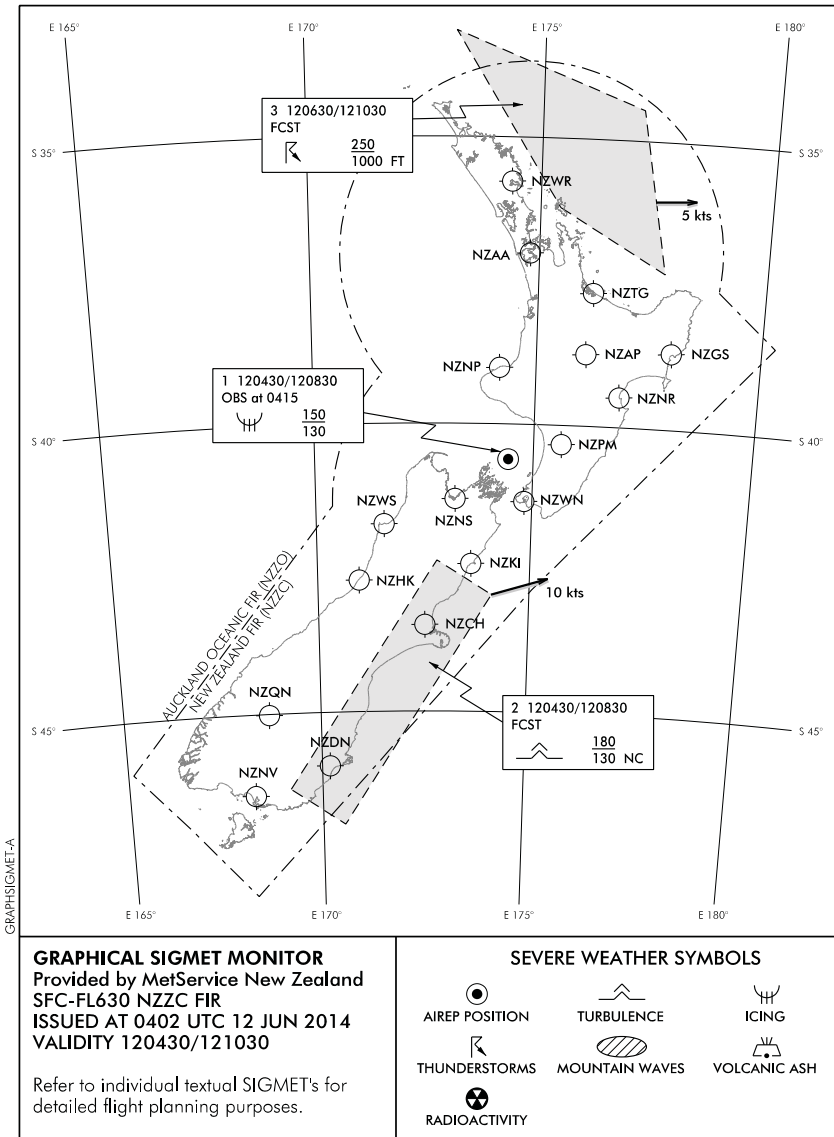 E 165°
E 170°
E 175°
E 180°
3 120630/121030
FCST
250
1000 FT
S 35°
S 35°
NZWR
5 kts
NZAA
NZTG
NZNP
NZAP
NZGS
1 120430/120830
OBS at 0415
150
130
NZNR
S 40°
S 40°
NZPM
NZWS
NZNS
NZWN
NZKI
NZHK
10 kts
AUCKLAND OCEANIC FIR (NZZO)
NEW ZEALAND FIR (NZZC)
NZCH
2 120430/120830
FCST
180
130 NC
NZQN
S 45°
S 45°
NZDN
NZNV
E 165°
E 170°
E 175°
E 180°
GRAPHSIGMET-A
GRAPHICAL SIGMET MONITOR
Provided by MetService New Zealand
SFC-FL630 NZZC FIR
ISSUED AT 0402 UTC 12 JUN 2014
VALIDITY 120430/121030
Refer to individual textual SIGMET's for
detailed flight planning purposes.
SEVERE WEATHER SYMBOLS
AIREP POSITION
TURBULENCE
ICING
THUNDERSTORMS
MOUNTAIN WAVES
VOLCANIC ASH
RADIOACTIVITY